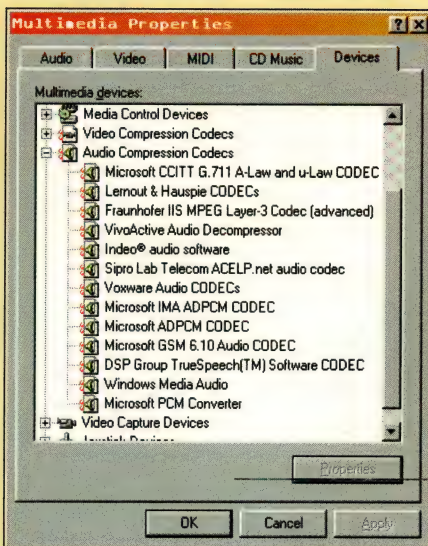 Multimedia Properties
Audio
Video
MIDI
CD Music
Devices
Multimedia devices:
Media Control Devices
Video Compression Codecs
Audio Compression Codecs
Microsoft CCITT G.711 A-Law and u-Law CODEC
Lernout & Hauspie CODECs
Fraunhofer IIS MPEG Layer-3 Codec (advanced)
VivoActive Audio Decompressor
Indeo® audio software
Sipro Lab Telecom ACELP.net audio codec
Voxware Audio CODECs
Microsoft IMA ADPCM CODEC
Microsoft ADPCM CODEC
Microsoft GSM 6.10 Audio CODEC
DSP Group TrueSpeech(TM) Software CODEC
Windows Media Audio
Microsoft PCM Converter
Video Capture Devices
Joystick Devices
Properties
OK
Cancel
Apply